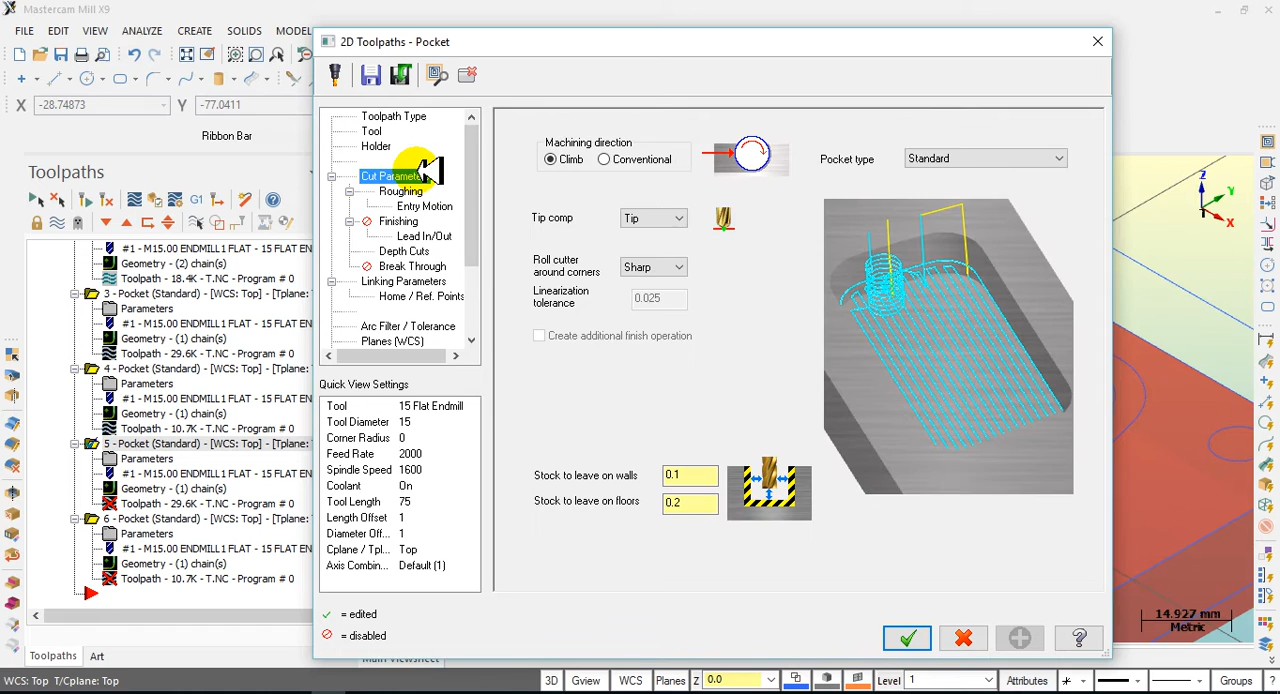 Mastercam Mill X9
FILE EDIT VIEW ANALYZE CREATE SOLIDS MODEL
X -28.74873 Y -77.0411
Ribbon Bar
Toolpaths
G1
#1 - M15.00 ENDMILL1 FLAT - 15 FLAT EN
Geometry - (2) chain(s)
Toolpath - 18.6K - T.NC - Program # 0
3 - Pocket (Standard) - [WCS: Top] - [Tplane:
Parameters
#1 - M15.00 ENDMILL1 FLAT - 15 FLAT EN
Geometry - (1) chain(s)
Toolpath - 29.6K - T.NC - Program # 0
4 - Pocket (Standard) - [WCS: Top] - [Tplane:
Parameters
#1 - M15.00 ENDMILL1 FLAT - 15 FLAT EN
Geometry - (1) chain(s)
Toolpath - 10.7K - T.NC - Program # 0
5 - Pocket (Standard) - [WCS: Top] - [Tplane:
Parameters
#1 - M15.00 ENDMILL1 FLAT - 15 FLAT EN
Geometry - (1) chain(s)
Toolpath - 29.6K - T.NC - Program # 0
6 - Pocket (Standard) - [WCS: Top] - [Tplane:
Parameters
#1 - M15.00 ENDMILL1 FLAT - 15 FLAT EN
Geometry - (1) chain(s)
Toolpath - 10.7K - T.NC - Program # 0
Toolpaths Art
2D Toolpaths - Pocket
Toolpath Type
Tool
Holder
Cut Paramete
Roughing
Entry Motion
Finishing
Lead In/Out
Depth Cuts
Break Through
Linking Parameters
Home / Ref. Points
Arc Filter / Tolerance
Planes (WCS)
Quick View Settings
Tool 15 Flat Endmill
Tool Diameter 15
Corner Radius 0
Feed Rate 2000
Spindle Speed 1600
Coolant On
Tool Length 75
Length Offset 1
Diameter Off... 1
Cplane / Tpl... Top
Axis Combin... Default (1)
= edited
= disabled
Machining direction
Climb Conventional
Pocket type Standard
Tip comp Tip
Roll cutter
around corners Sharp
Linearization
tolerance 0.025
Create additional finish operation
Stock to leave on walls 0.1
Stock to leave on floors 0.2
Z
Y
X
14.927 mm
Metric
Main Viewsheet
WCS: Top T/Cplane: Top 3D Gview WCS Planes Z 0.0 Level 1 Attributes Groups